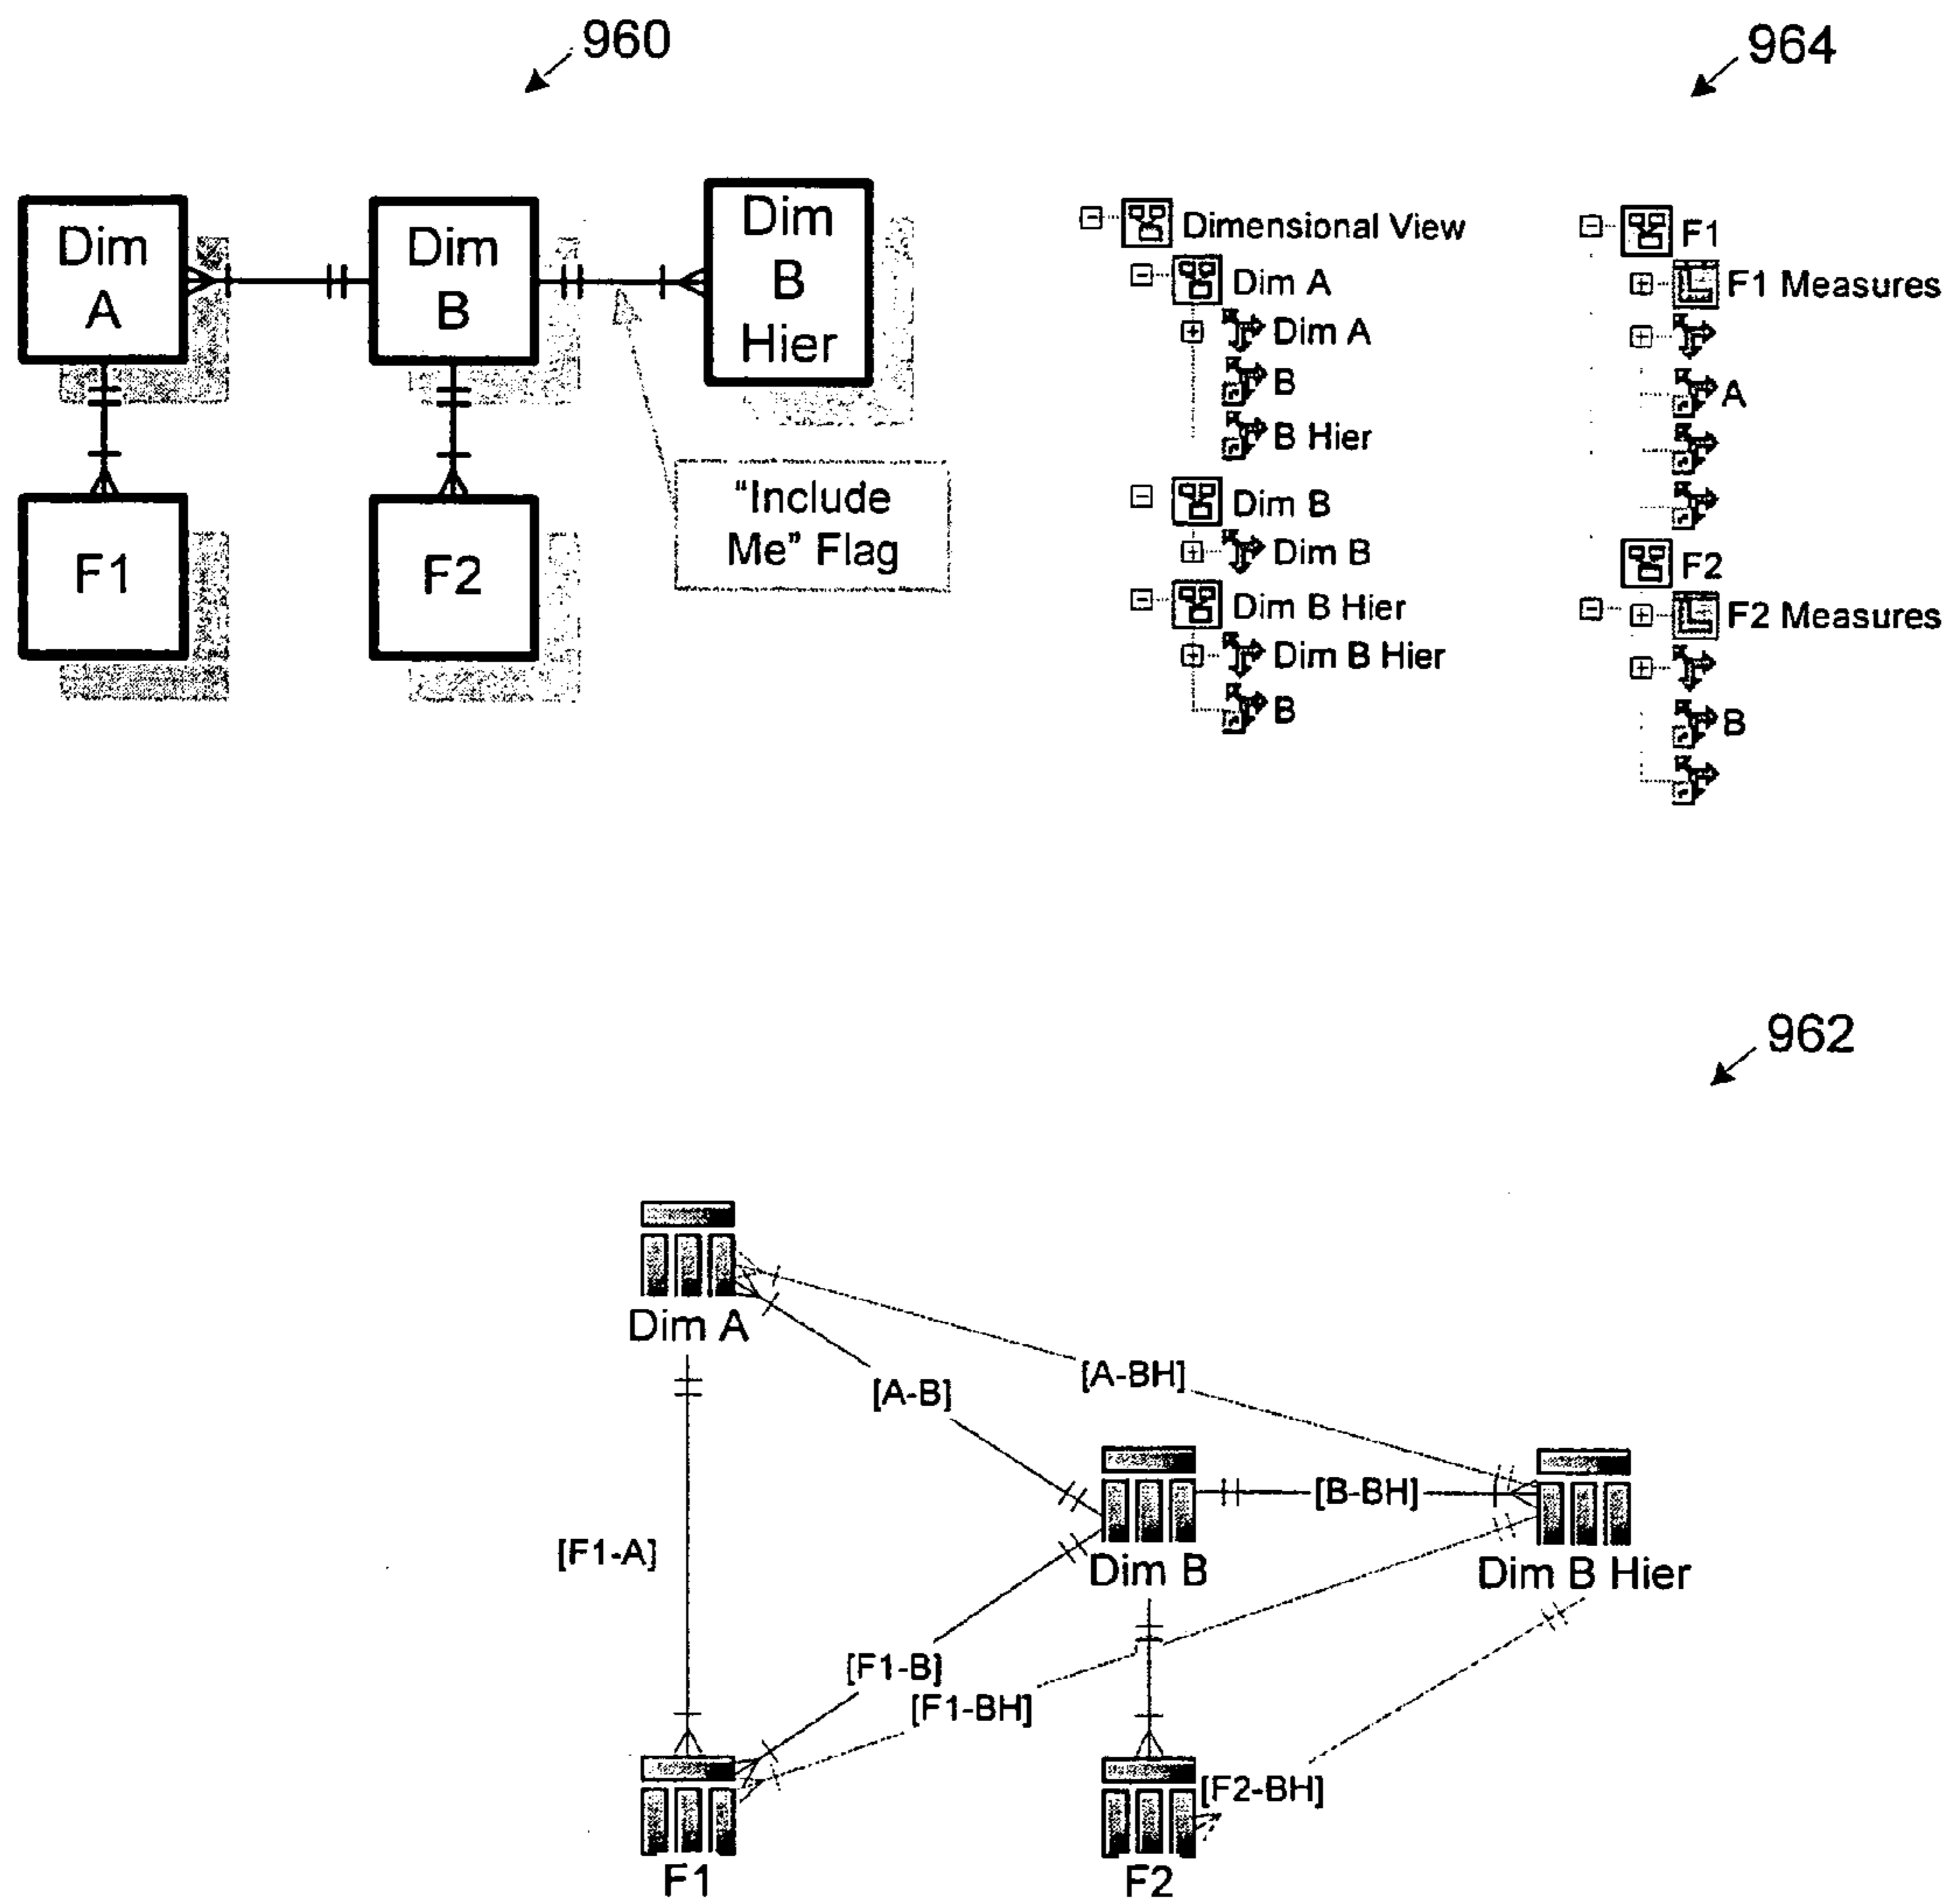 960
964
Dim
A
Dim
B
Dim
B
Hier
F1
F2
“Include
Me” Flag
Dimensional View
Dim A
Dim A
B
B Hier
Dim B
Dim B
Dim B Hier
Dim B Hier
B
F1
F1 Measures
A
F2
F2 Measures
B
962
Dim A
[A-BH]
[A-B]
[B-BH]
[F1-A]
Dim B
Dim B Hier
[F1-B]
[F1-BH]
[F2-BH]
F1
F2